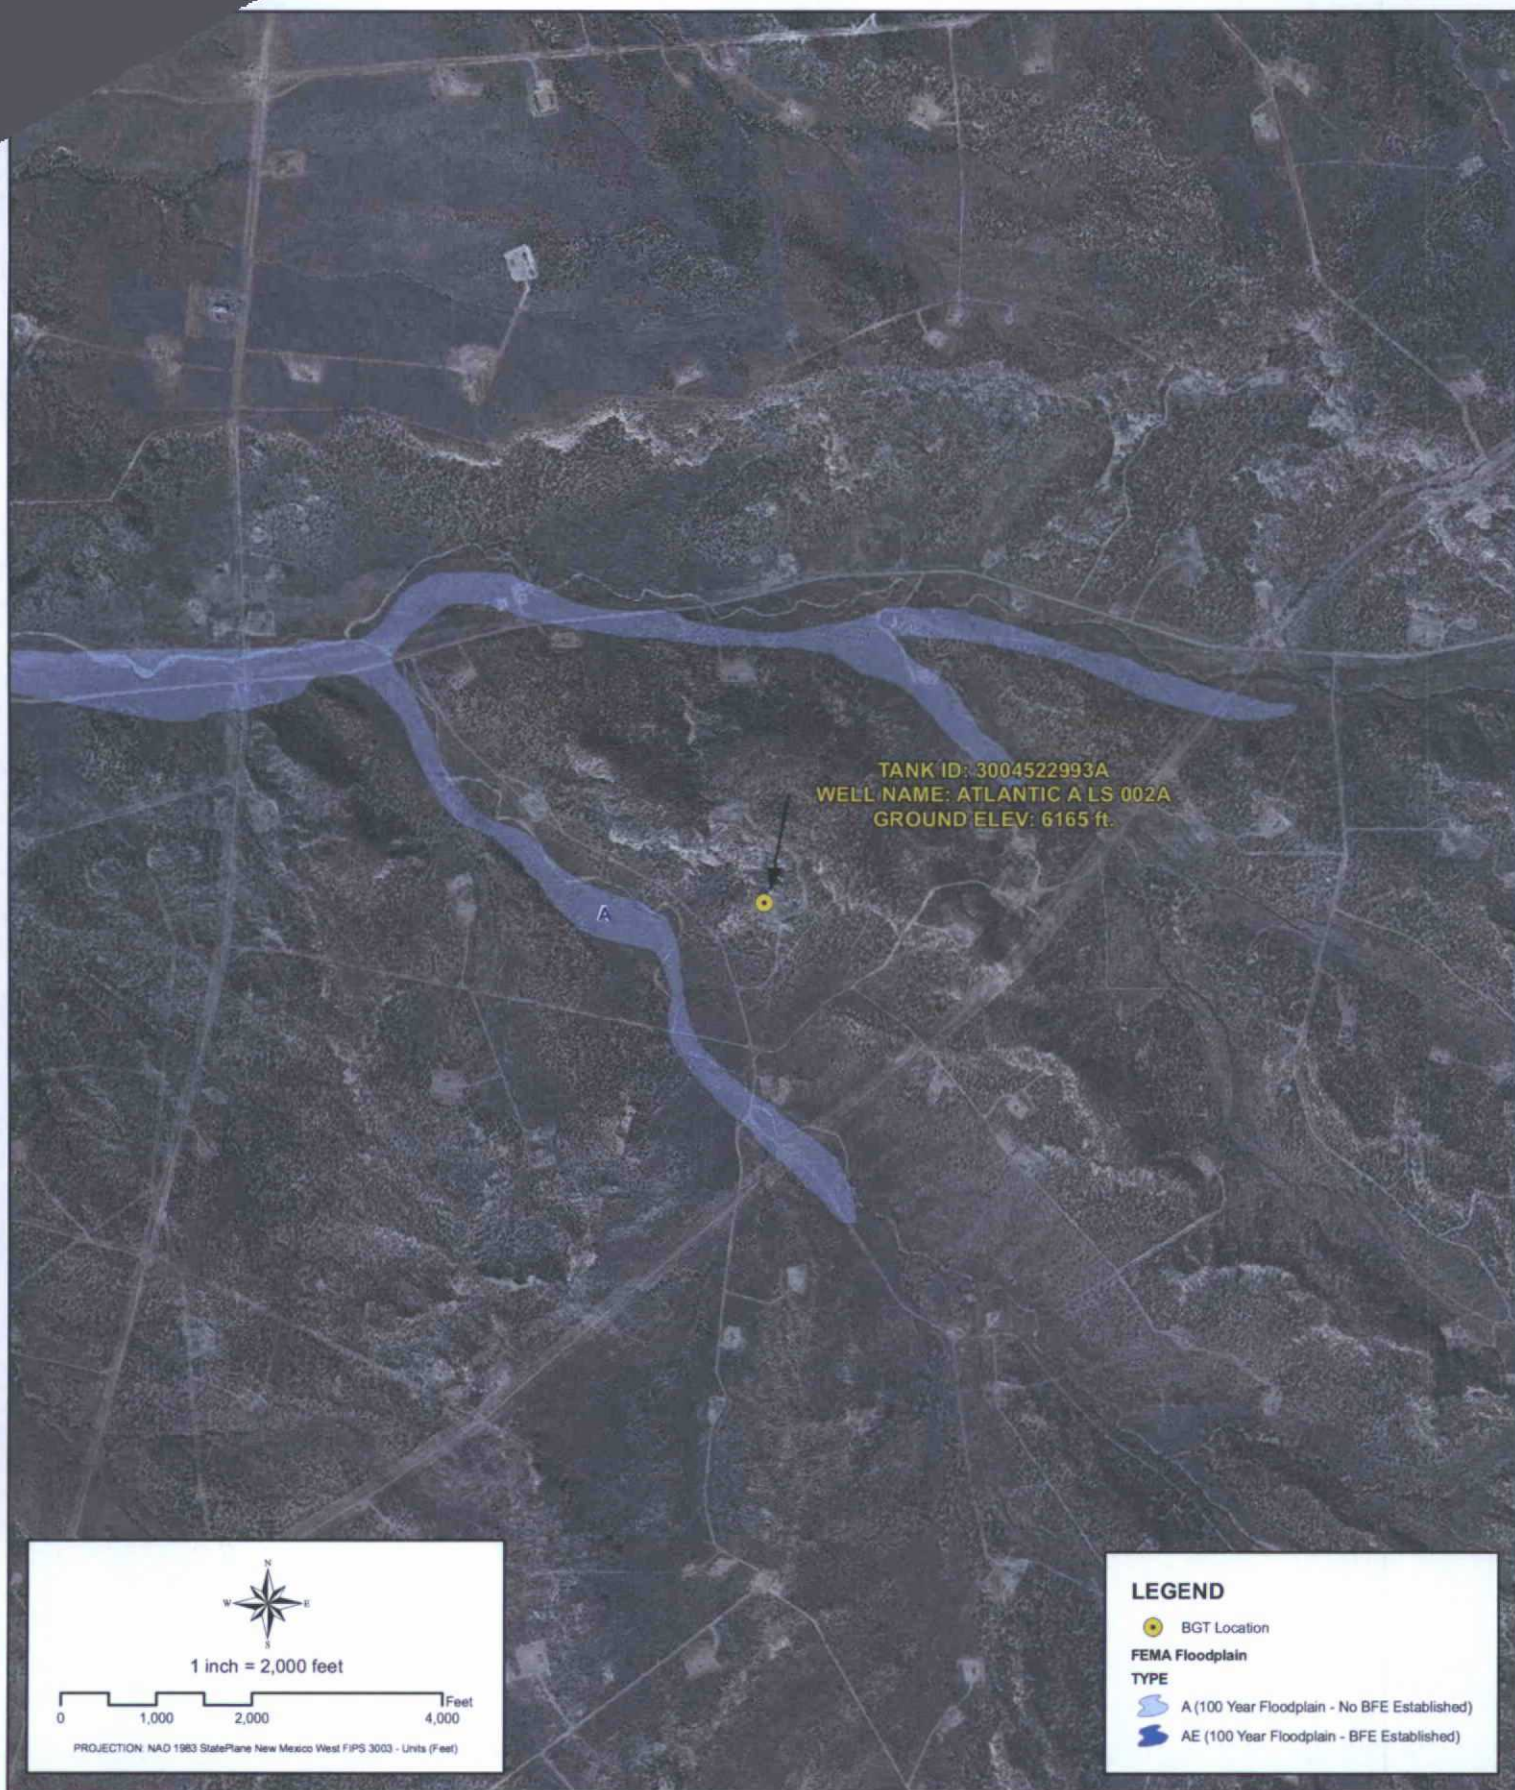 TANK ID: 3004522993A
WELL NAME: ATLANTIC A LS 002A
GROUND ELEV: 6165 ft.
A
N
W E
S
1 inch = 2,000 feet
Feet
0 1,000 2,000 4,000
PROJECTION: NAD 1983 StatePlane New Mexico West FIPS 3003 - Units (Feet)
LEGEND
BGT Location
FEMA Floodplain
TYPE
A (100 Year Floodplain - No BFE Established)
AE (100 Year Floodplain - BFE Established)